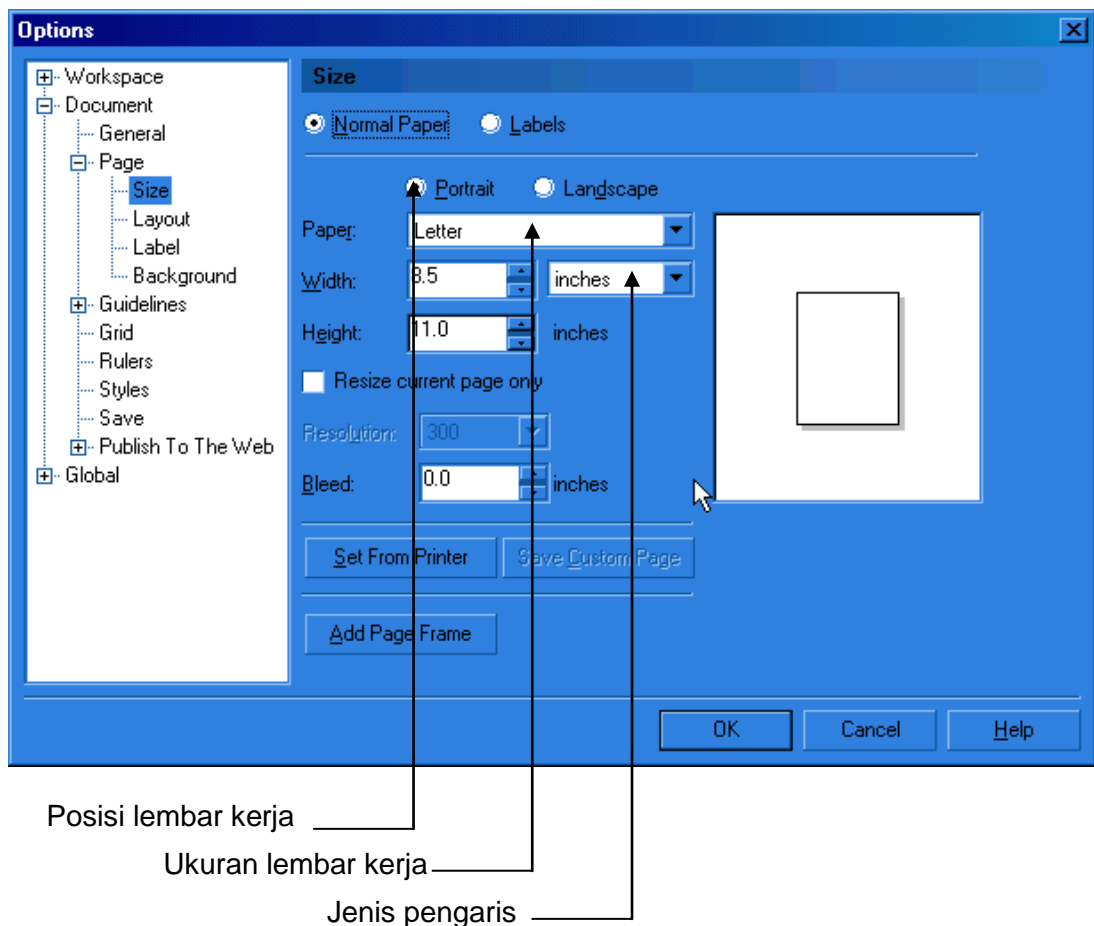 Options
Workspace
Document
General
Page
Size
Layout
Label
Background
Guidelines
Grid
Rulers
Styles
Save
Publish To The Web
Global
Size
Normal Paper Labels
Portrait Landscape
Paper: Letter
Width: 8.5 inches
Height: 11.0 inches
Resize current page only
Resolution: 300
Bleed: 0.0 inches
Set From Printer Save Custom Page
Add Page Frame
OK Cancel Help
Posisi lembar kerja
Ukuran lembar kerja
Jenis pengaris